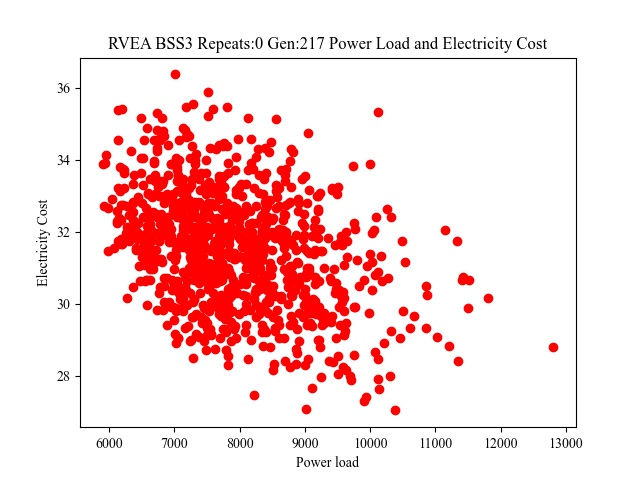 RVEA BSS3 Repeats:0 Gen:217 Power Load and Electricity Cost
36
34
32
30
28
Electricity Cost
6000 7000 8000 9000 10000 11000 12000 13000
Power load